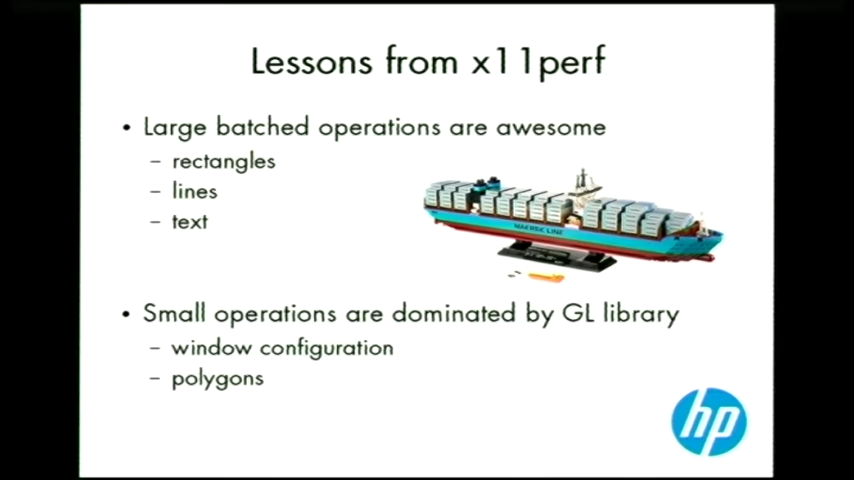 Lessons from x11perf
• Large batched operations are awesome
– rectangles
– lines
– text
MAERSK LINE
• Small operations are dominated by GL library
– window configuration
– polygons
hp